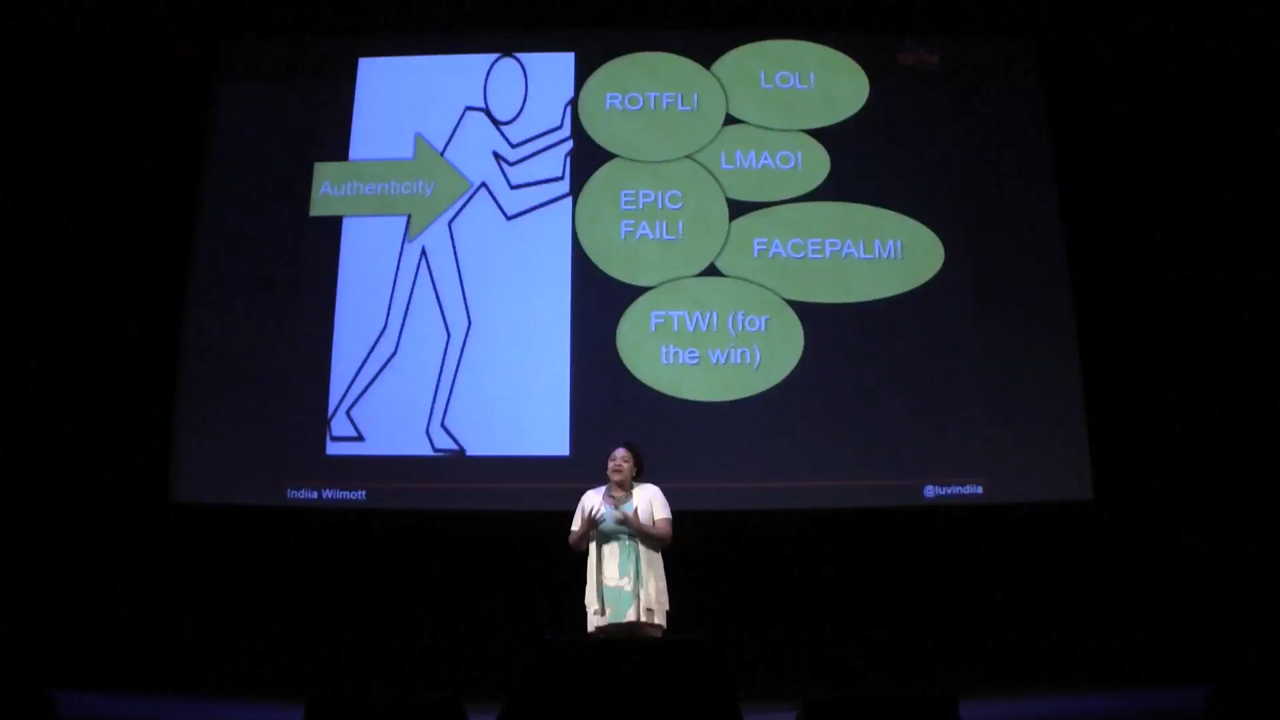 Authenticity
ROTFL!
LOL!
LMAO!
EPIC
FAIL!
FACEPALM!
FTW! (for
the win)
Indiia Wilmott
@luvindiia